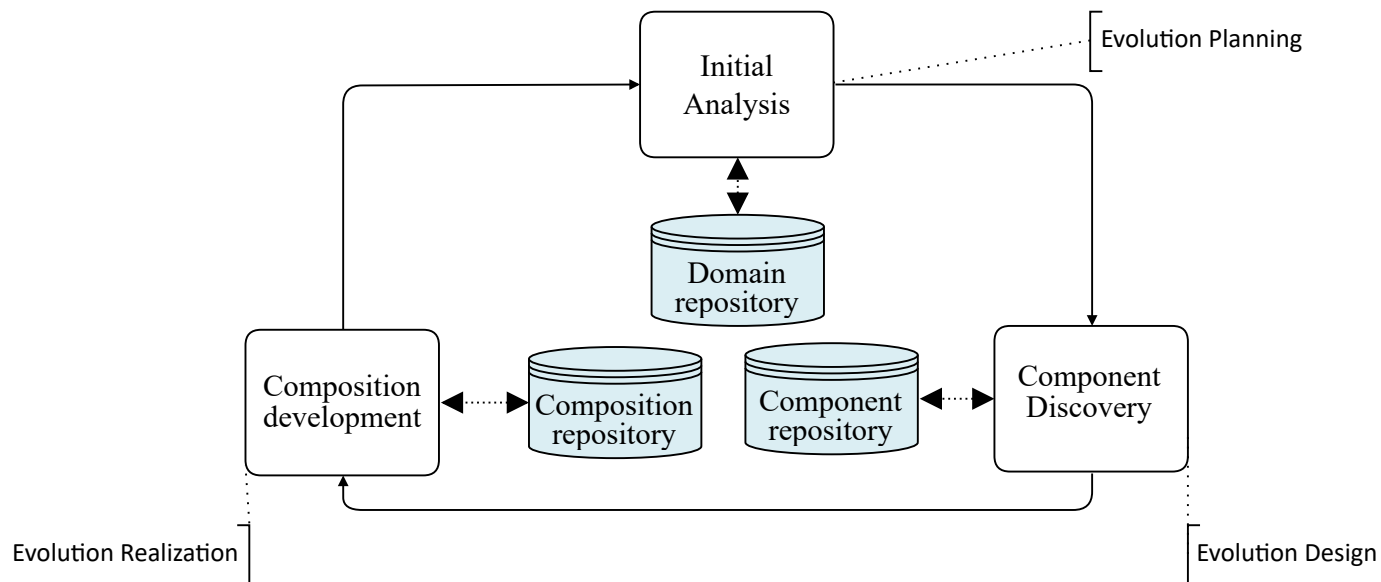 Evolution Planning
Initial
Analysis
Domain
repository
Composition
development
Composition
repository
Component
repository
Component
Discovery
Evolution Realization
Evolution Design